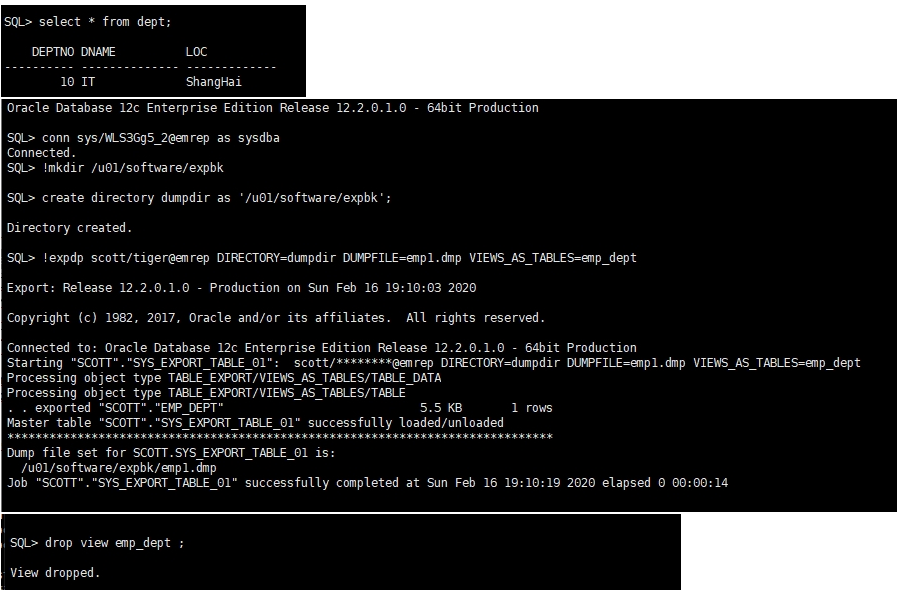 SQL> select * from dept;
DEPTNO DNAME LOC
---------- -------------- -------------
10 IT ShangHai
Oracle Database 12c Enterprise Edition Release 12.2.0.1.0 - 64bit Production
SQL> conn sys/WLS3Gg5_2@emrep as sysdba
Connected.
SQL> !mkdir /u01/software/expbk
SQL> create directory dumpdir as '/u01/software/expbk';
Directory created.
SQL> !expdp scott/tiger@emrep DIRECTORY=dumpdir DUMPFILE=emp1.dmp VIEWS_AS_TABLES=emp_dept
Export: Release 12.2.0.1.0 - Production on Sun Feb 16 19:10:03 2020
Copyright (c) 1982, 2017, Oracle and/or its affiliates.  All rights reserved.
Connected to: Oracle Database 12c Enterprise Edition Release 12.2.0.1.0 - 64bit Production
Starting "SCOTT"."SYS_EXPORT_TABLE_01":  scott/********@emrep DIRECTORY=dumpdir DUMPFILE=emp1.dmp VIEWS_AS_TABLES=emp_dept
Processing object type TABLE_EXPORT/VIEWS_AS_TABLES/TABLE_DATA
Processing object type TABLE_EXPORT/VIEWS_AS_TABLES/TABLE
. . exported "SCOTT"."EMP_DEPT" 5.5 KB 1 rows
Master table "SCOTT"."SYS_EXPORT_TABLE_01" successfully loaded/unloaded
******************************************************************************
Dump file set for SCOTT.SYS_EXPORT_TABLE_01 is:
/u01/software/expbk/emp1.dmp
Job "SCOTT"."SYS_EXPORT_TABLE_01" successfully completed at Sun Feb 16 19:10:19 2020 elapsed 0 00:00:14
SQL> drop view emp_dept ;
View dropped.